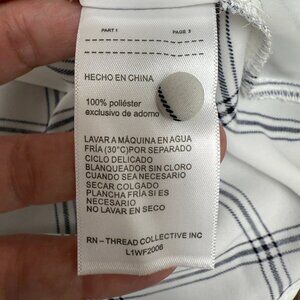 PART 1 PAGE 3
HECHO EN CHINA
100% poliéster
exclusivo de adorno
LAVAR A MÁQUINA EN AGUA
FRÍA (30°C)POR SEPARADO
CICLO DELICADO
BLANQUEADOR SIN CLORO
CUANDO SEA NECESARIO
SECAR COLGADO
PLANCHA FRÍA SI ES
NECESARIO
NO LAVAR EN SECO
RN – THREAD COLLECTIVE INC
L1WF2006